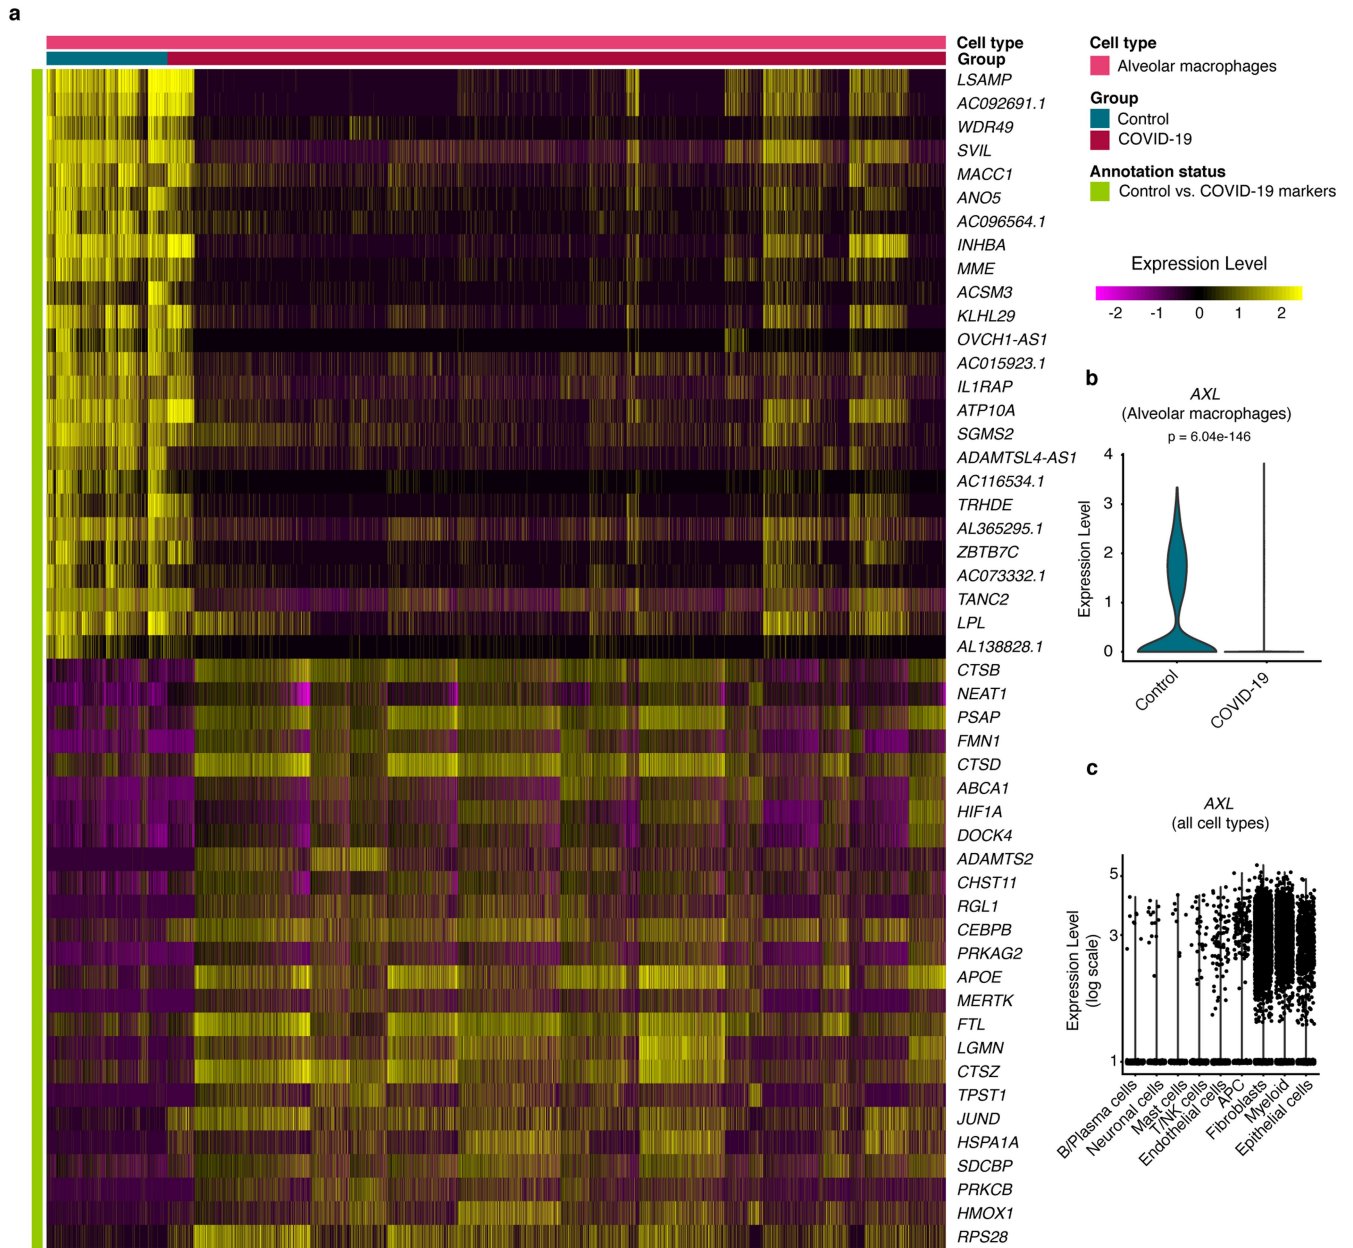 a
Cell type
Group
LSAMP
AC092691.1
WDR49
SVIL
MACC1
ANO5
AC096564.1
INHBA
MME
ACSM3
KLHL29
OVCH1-AS1
AC015923.1
IL1RAP
ATP10A
SGMS2
ADAMTSL4-AS1
AC116534.1
TRHDE
AL365295.1
ZBTB7C
AC073332.1
TANC2
LPL
AL138828.1
CTSB
NEAT1
PSAP
FMN1
CTSD
ABCA1
HIF1A
DOCK4
ADAMTS2
CHST11
RGL1
CEBPB
PRKAG2
APOE
MERTK
FTL
LGMN
CTSZ
TPST1
JUND
HSPA1A
SDCBP
PRKCB
HMOX1
RPS28
Cell type
Alveolar macrophages
Group
Control
COVID-19
Annotation status
Control vs. COVID-19 markers
Expression Level
-2 -1 0 1 2
b
AXL
(Alveolar macrophages)
p = 6.04e-146
Expression Level
4
3
2
1
0
Control
COVID-19
c
AXL
(all cell types)
Expression Level
(log scale)
5
3
1
B/Plasma cells
Neuronal cells
Mast cells
T/NK cells
Endothelial cells
APC
Fibroblasts
Myeloid
Epithelial cells